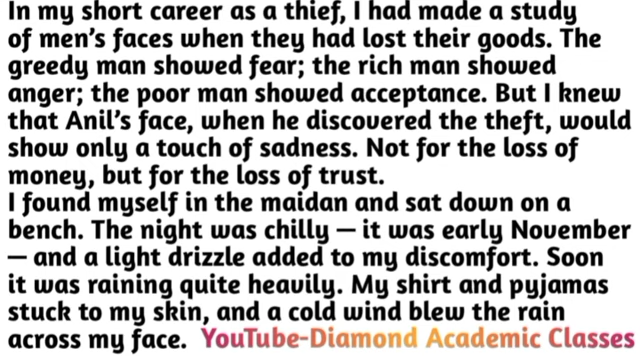 In my short career as a thief, I had made a study
of men's faces when they had lost their goods. The
greedy man showed fear; the rich man showed
anger; the poor man showed acceptance. But I knew
that Anil's face, when he discovered the theft, would
show only a touch of sadness. Not for the loss of
money, but for the loss of trust.
I found myself in the maidan and sat down on a
bench. The night was chilly — it was early November
— and a light drizzle added to my discomfort. Soon
it was raining quite heavily. My shirt and pyjamas
stuck to my skin, and a cold wind blew the rain
across my face. YouTube-Diamond Academic Classes